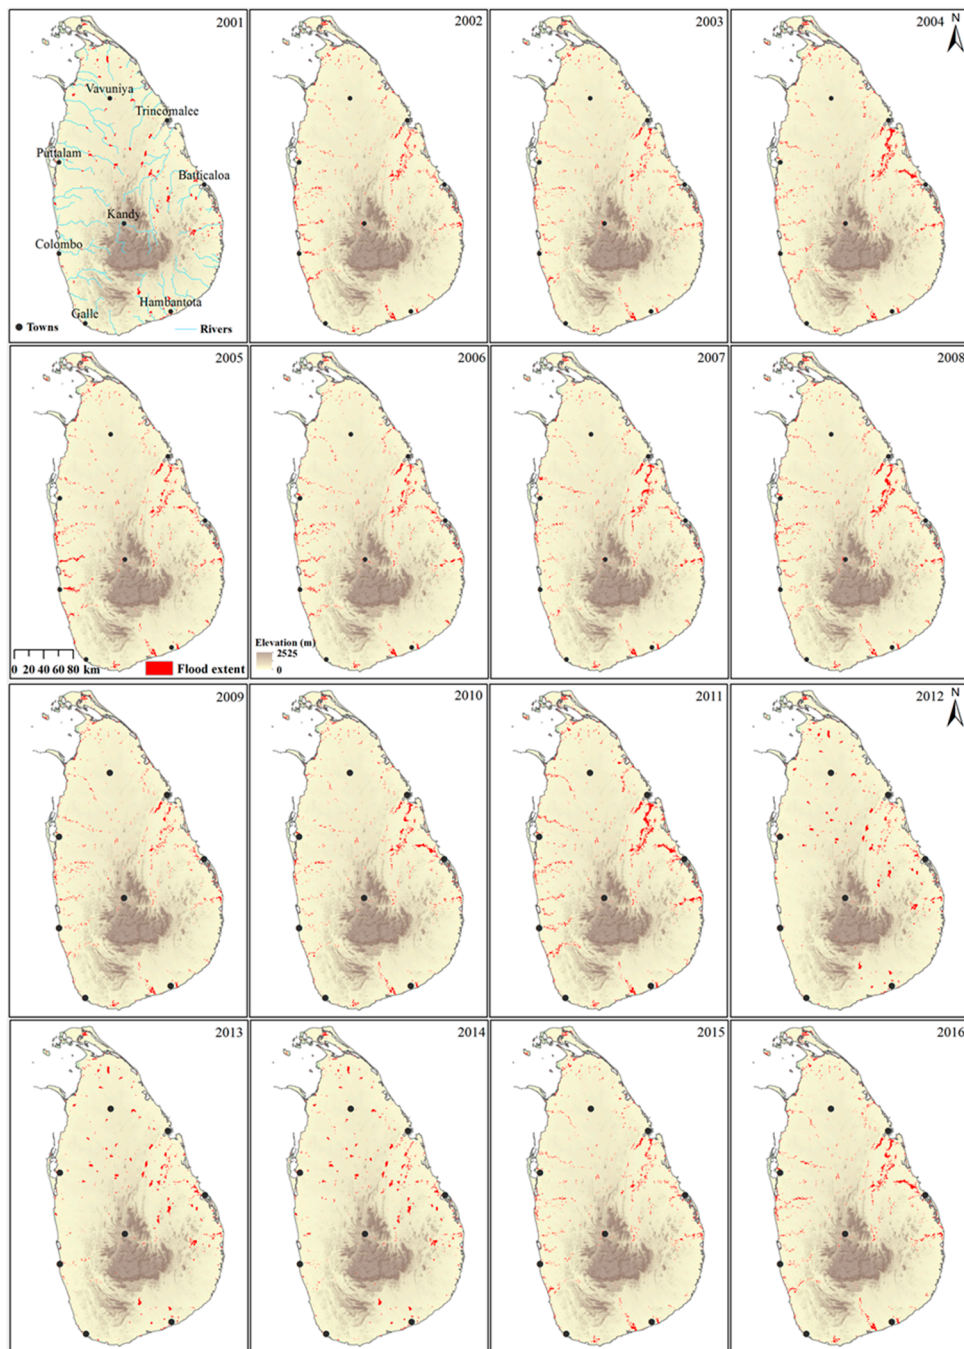 2001
2002
2003
2004
N
Vavuniya
Trincomalee
Puttalam
Batticaloa
Kandy
Colombo
Hambantota
Galle
Towns
Rivers
2005
2006
2007
2008
0 20 40 60 80 km
Flood extent
Elevation (m)
2525
0
2009
2010
2011
2012
N
2013
2014
2015
2016